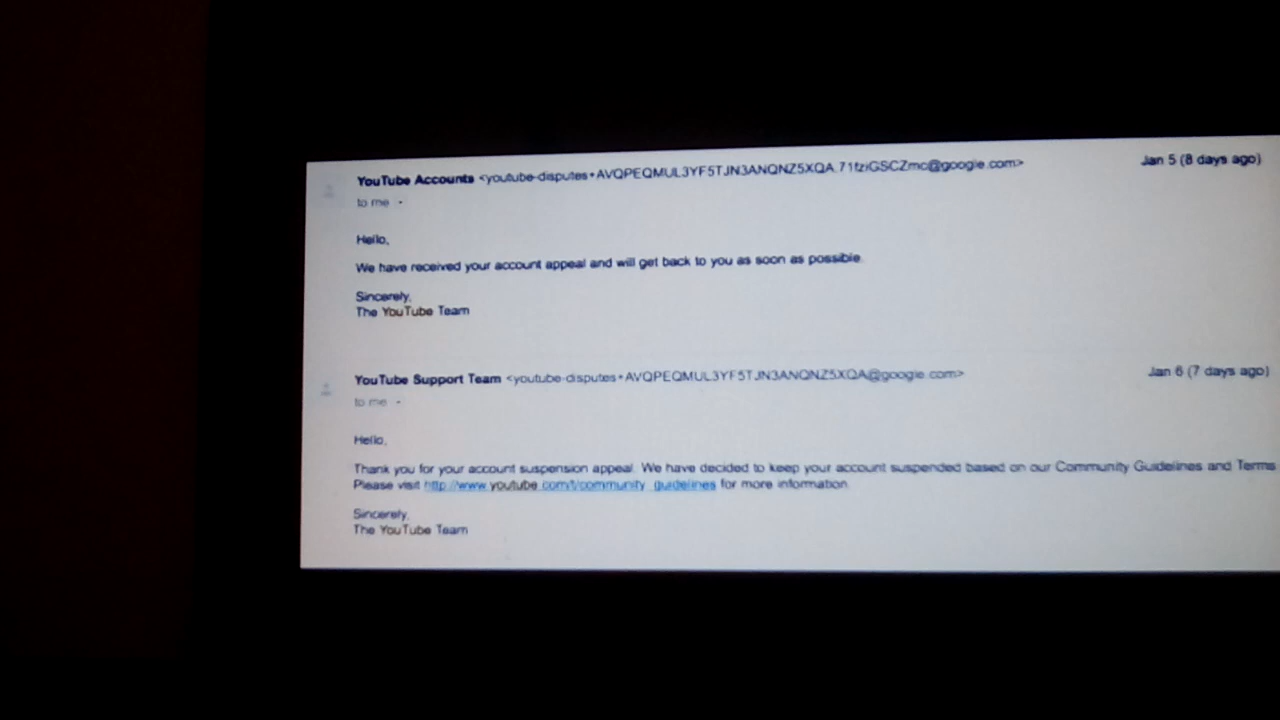 YouTube Accounts <youtube-disputes+AVQPEQMUL3YF5TJN3ANQNZ5XQA.71fzriGSCZmc@google.com> Jan 5 (8 days ago)
to me
Hello,
We have received your account appeal and will get back to you as soon as possible.
Sincerely,
The YouTube Team
YouTube Support Team <youtube-disputes+AVQPEQMUL3YF5TJN3ANQNZ5XQA@google.com> Jan 6 (7 days ago)
to me
Hello,
Thank you for your account suspension appeal. We have decided to keep your account suspended based on our Community Guidelines and Terms
Please visit http://www.youtube.com/t/community_guidelines for more information.
Sincerely,
The YouTube Team